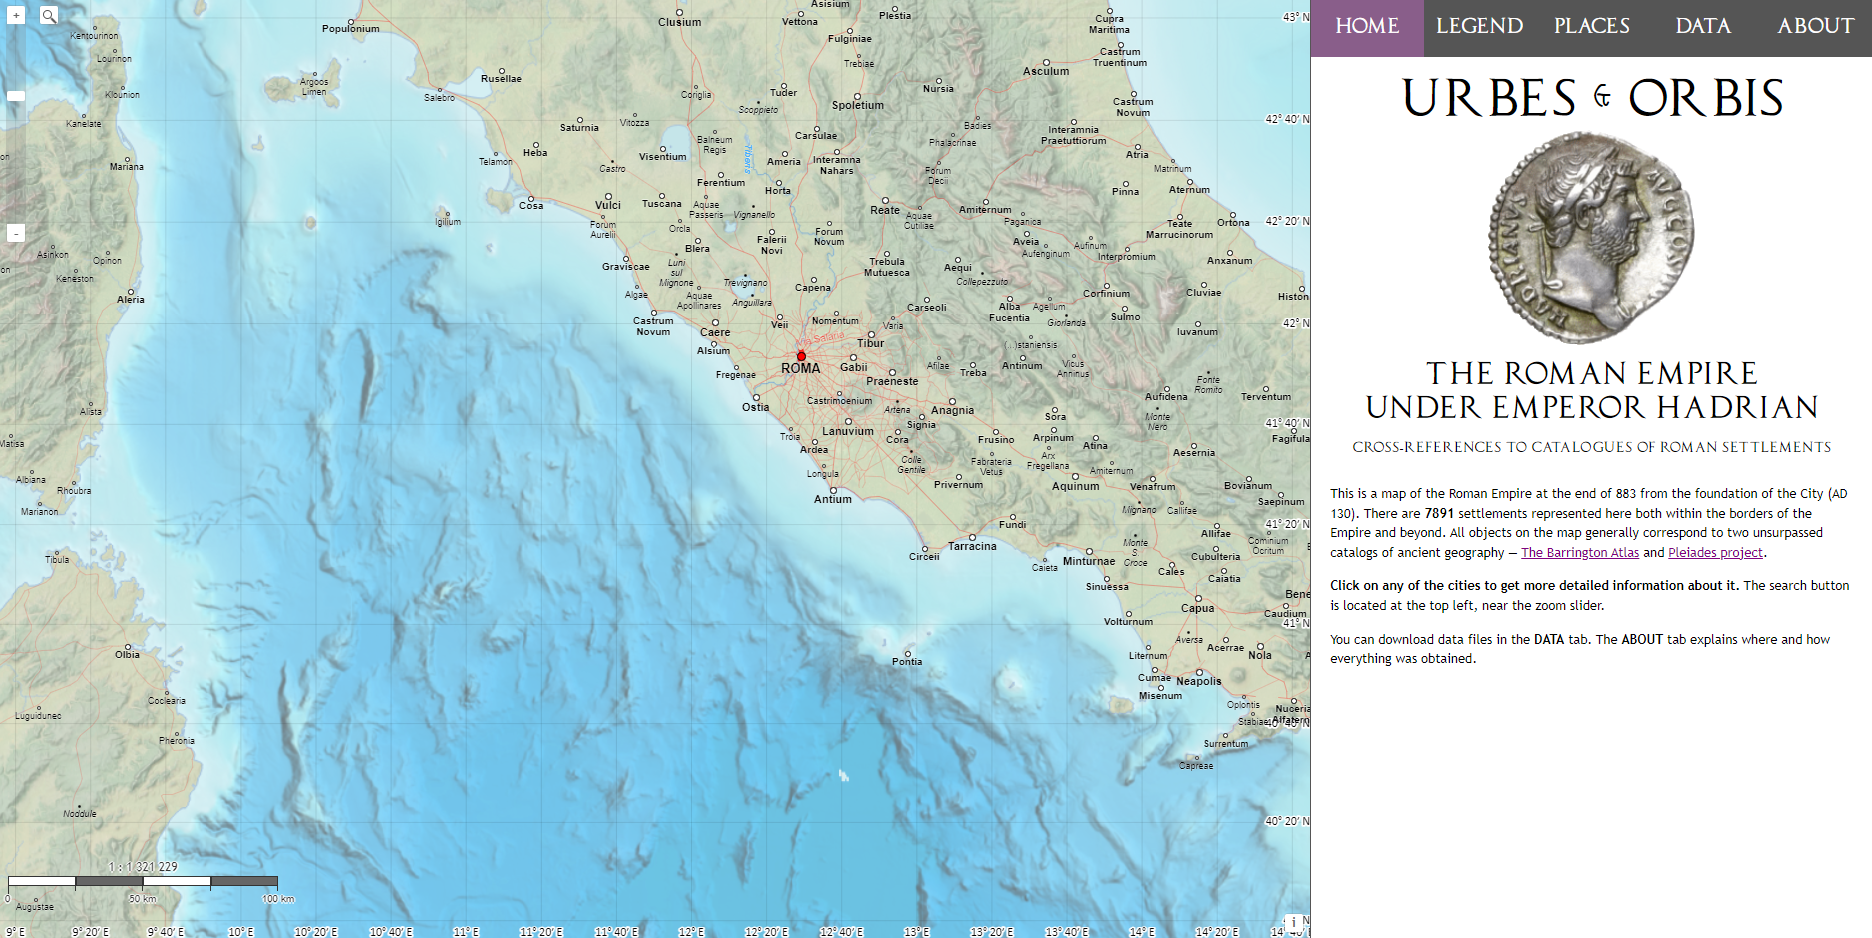 +
-
HOME
LEGEND
PLACES
DATA
ABOUT
URBES & ORBIS
HADRIANVS
AVG COS
THE ROMAN EMPIRE
UNDER EMPEROR HADRIAN
CROSS-REFERENCES TO CATALOGUES OF ROMAN SETTLEMENTS
This is a map of the Roman Empire at the end of 883 from the foundation of the City (AD
130). There are 7891 settlements represented here both within the borders of the
Empire and beyond. All objects on the map generally correspond to two unsurpassed
catalogs of ancient geography — The Barrington Atlas and Pleiades project.
Click on any of the cities to get more detailed information about it. The search button
is located at the top left, near the zoom slider.
You can download data files in the DATA tab. The ABOUT tab explains where and how
everything was obtained.
Kentourinon
Lourinon
Klounion
Kanelate
Mariana
Asinkon
Opinon
Keneston
Aleria
Alista
Matisa
Albiana
Rhoubra
Marianon
Tibula
Olbia
Coclearia
Luguidunec
Pheronia
Noddule
Augustae
Populonium
Argoos
Limen
Clusium
Vettona
Asisium
Plestia
Fulginiae
Trebiae
Cupra
Maritima
Castrum
Truentinum
Rusellae
Salebro
Coriglia
Tuder
Scoppieto
Spoletium
Nursia
Asculum
Castrum
Novum
Saturnia
Vitozza
Balneum
Regis
Tiberis
Carsulae
Badies
Phalacrinae
Interamnia
Praetuttiorum
Telamon
Heba
Castro
Visentium
Ameria
Interamna
Nahars
Forum
Decii
Atria
Matrinum
Ferentium
Horta
Pinna
Aternum
Cosa
Igilium
Vulci
Tuscana
Aquae
Passeris
Vignanello
Reate
Aquae
Cutiliae
Amiternum
Paganica
Teate
Marrucinorum
Ortona
Forum
Aurelii
Orcla
Blera
Falerii
Novi
Forum
Novum
Aveia
Aufenginum
Aufinum
Interpromium
Anxanum
Graviscae
Luni
sul
Mignone
Trevignano
Trebula
Mutuesca
Aequi
Collepezzuto
Algae
Aquae
Apollinares
Anguillara
Capena
Carseoli
Alba
Fucentia
Agellum
Corfinium
Cluviae
Histon
Castrum
Novum
Caere
Veii
Nomentum
Varia
Giorlanda
Sulmo
Iuvanum
Alsium
Via Salaria
Tibur
(...)staniensis
Fregenae
ROMA
Gabii
Praeneste
Afilae
Treba
Antinum
Vicus
Anninus
Fonte
Romito
Ostia
Castrimoenium
Artena
Anagnia
Aufidena
Terventum
Troia
Lanuvium
Signia
Sora
Monte
Nero
Ardea
Cora
Frusino
Arpinum
Atina
Aesernia
Fagifula
Longula
Colle
Gentile
Fabrateria
Vetus
Arx
Fregellana
Amiternum
Antium
Privernum
Aquinum
Venafrum
Bovianum
Saepinum
Mignano
Callifae
Fundi
Allifae
Circeii
Tarracina
Monte
S.
Croce
Cominium
Ocritum
Caieta
Minturnae
Cubulteria
Cales
Caiatia
Sinuessa
Bene
Capua
Caudium
Volturnum
Aversa
Acerrae
Nola
Pontia
Liternum
Cumae
Neapolis
Misenum
Oplontis
Nuceria
Alfaterna
Stabiae
Surrentum
Capreae
43° N
42° 40' N
42° 20' N
42° N
41° 40' N
41° 20' N
41° N
40° 40' N
40° 20' N
1 : 1 321 229
0
50 km
100 km
i
9° E
9° 20' E
9° 40' E
10° E
10° 20' E
10° 40' E
11° E
11° 20' E
11° 40' E
12° E
12° 20' E
12° 40' E
13° E
13° 20' E
13° 40' E
14° E
14° 20' E